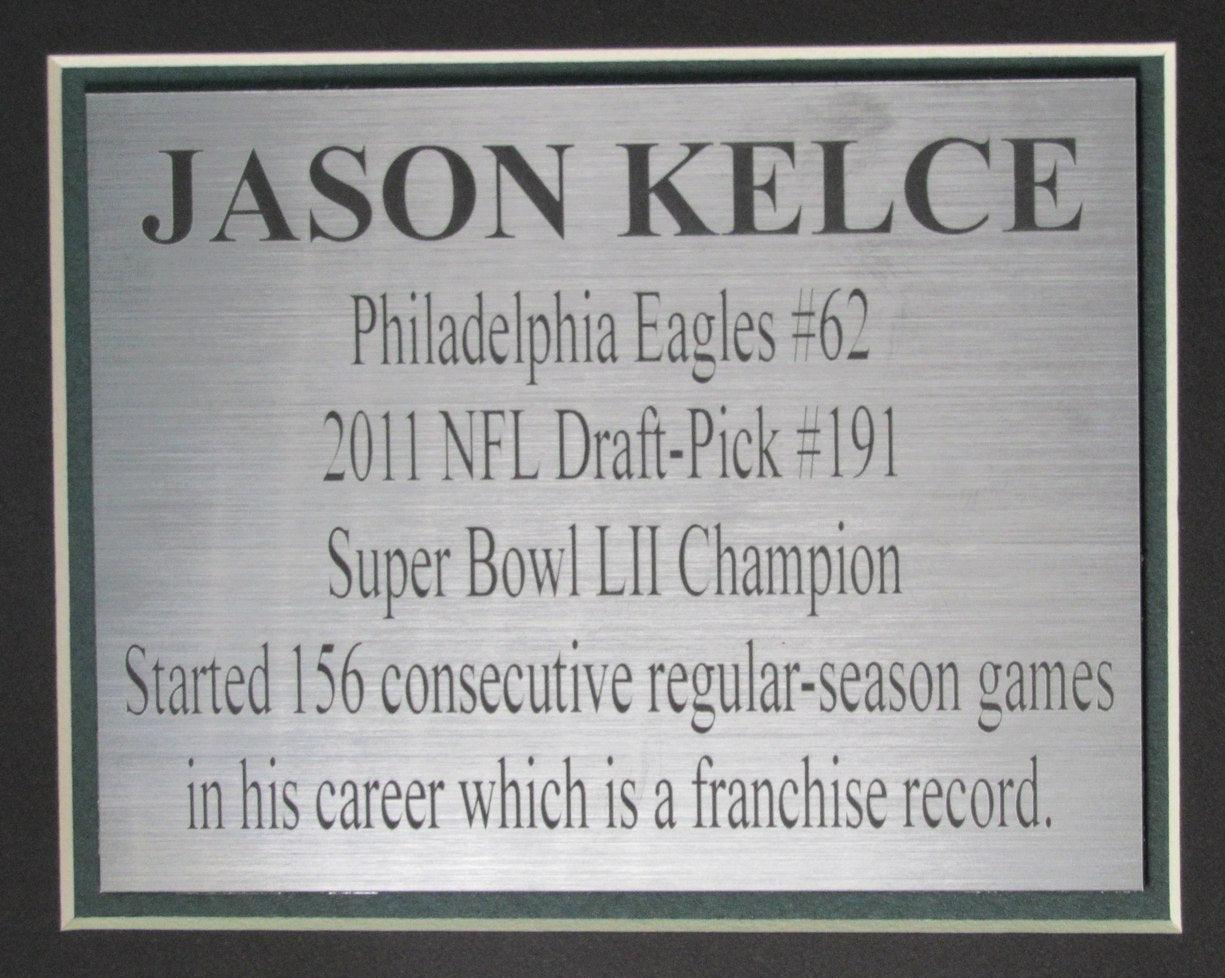 JASON KELCE
Philadelphia Eagles #62
2011 NFL Draft-Pick #191
Super Bowl LII Champion
Started 156 consecutive regular-season games
in his career which is a franchise record.